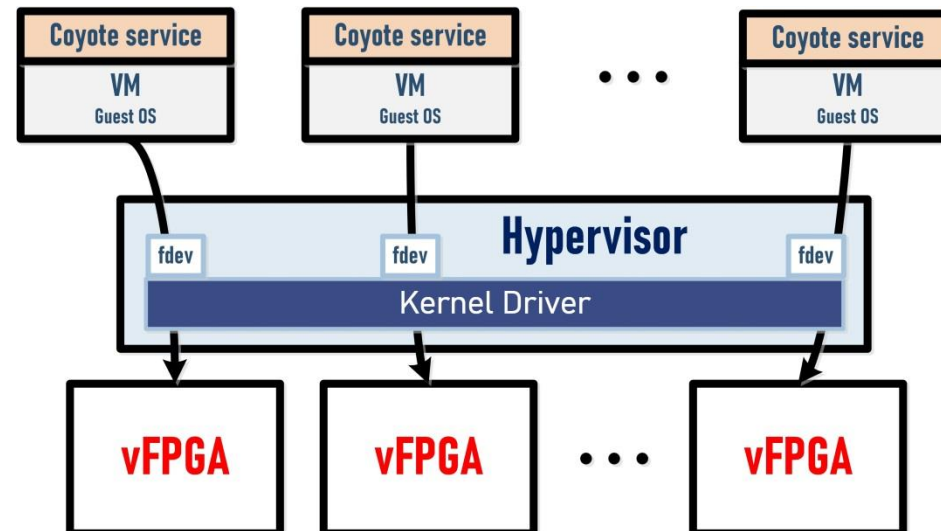 Coyote service
VM
Guest OS
Coyote service
VM
Guest OS
• • •
Coyote service
VM
Guest OS
Hypervisor
fdev
fdev
fdev
Kernel Driver
vFPGA
vFPGA
• • •
vFPGA